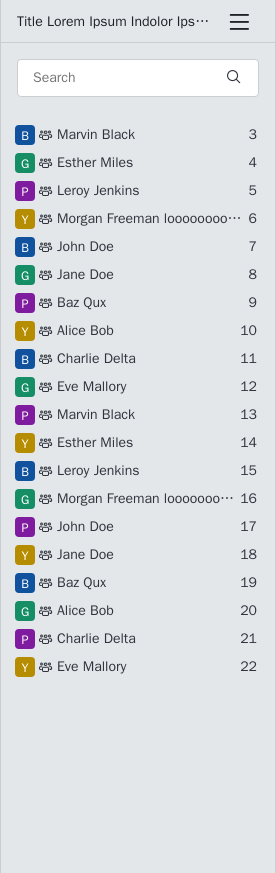 Title Lorem Ipsum Indolor Ips…
Search
B Marvin Black 3
G Esther Miles 4
P Leroy Jenkins 5
Y Morgan Freeman loooooooo… 6
B John Doe 7
G Jane Doe 8
P Baz Qux 9
Y Alice Bob 10
B Charlie Delta 11
G Eve Mallory 12
P Marvin Black 13
Y Esther Miles 14
B Leroy Jenkins 15
G Morgan Freeman looooooo… 16
P John Doe 17
Y Jane Doe 18
B Baz Qux 19
G Alice Bob 20
P Charlie Delta 21
Y Eve Mallory 22